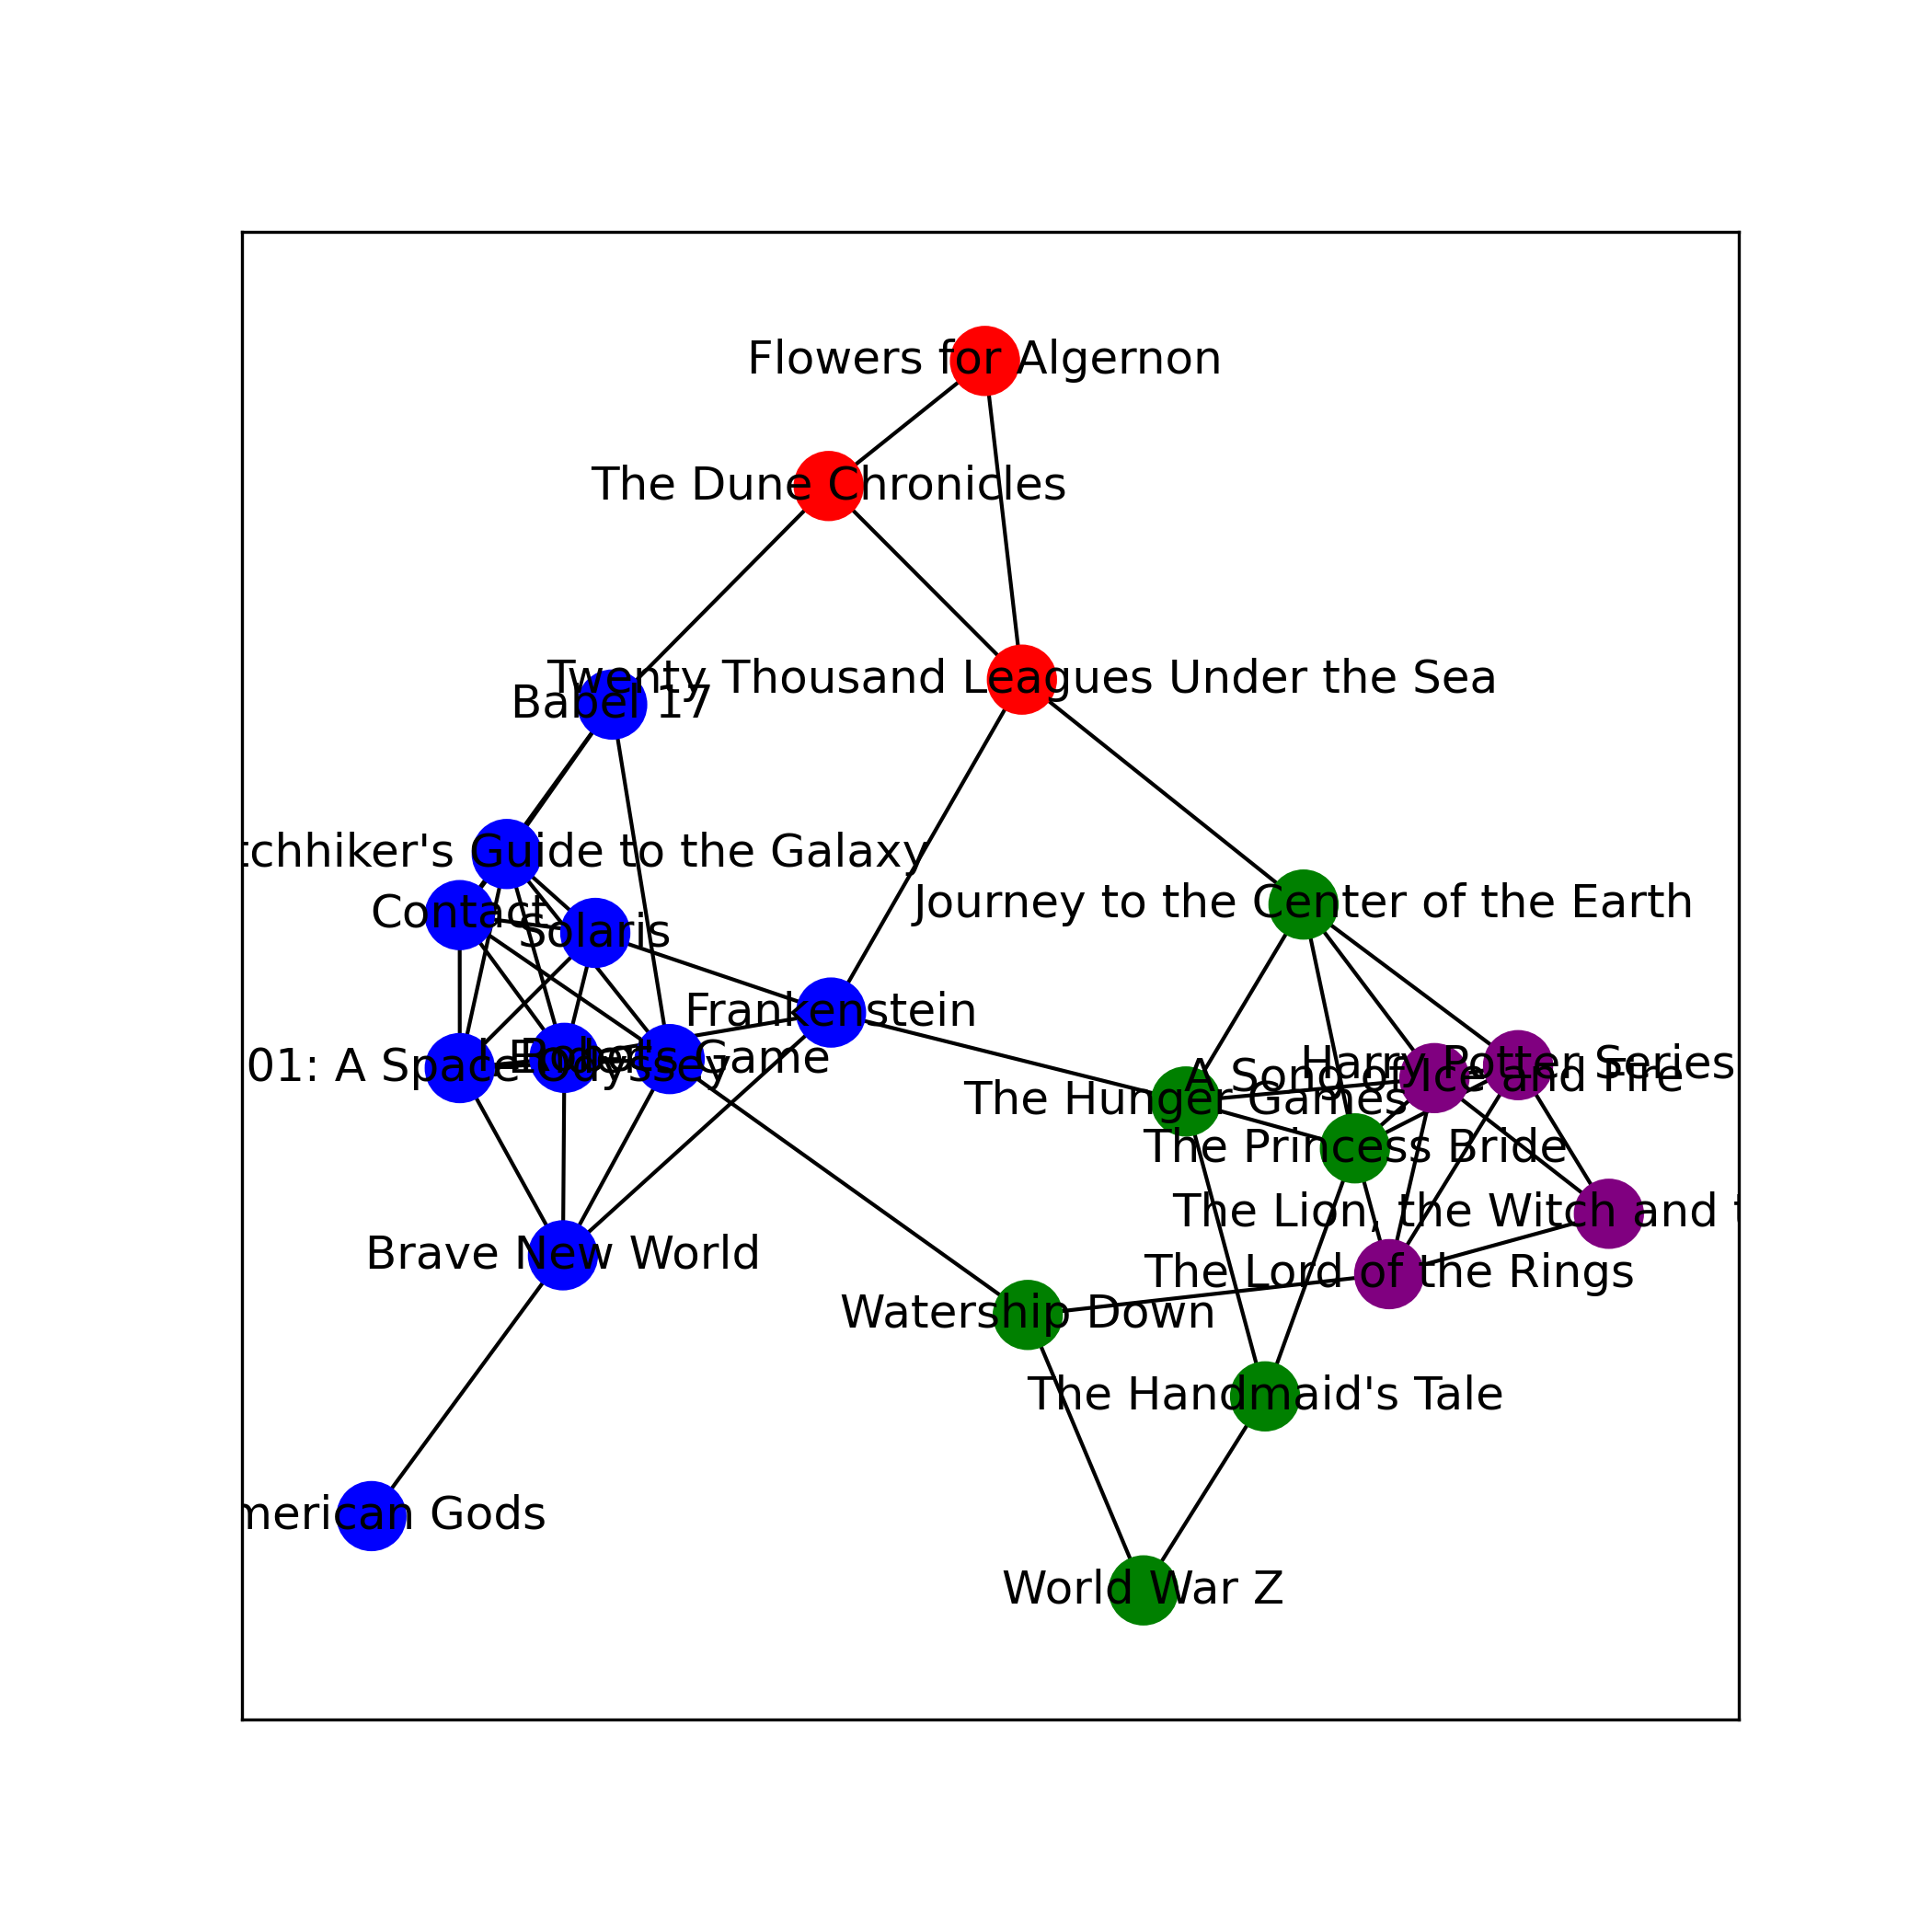 Flowers for Algernon
The Dune Chronicles
Twenty Thousand Leagues Under the Sea
Babel 17
tchhiker's Guide to the Galaxy
Journey to the Center of the Earth
Contact
Solaris
Frankenstein
I, Robot
Ender's Game
01: A Space Odyssey
Harry Potter Series
A Song of Ice and Fire
The Hunger Games
The Princess Bride
The Lion, the Witch and t
Brave New World
The Lord of the Rings
Watership Down
The Handmaid's Tale
merican Gods
World War Z